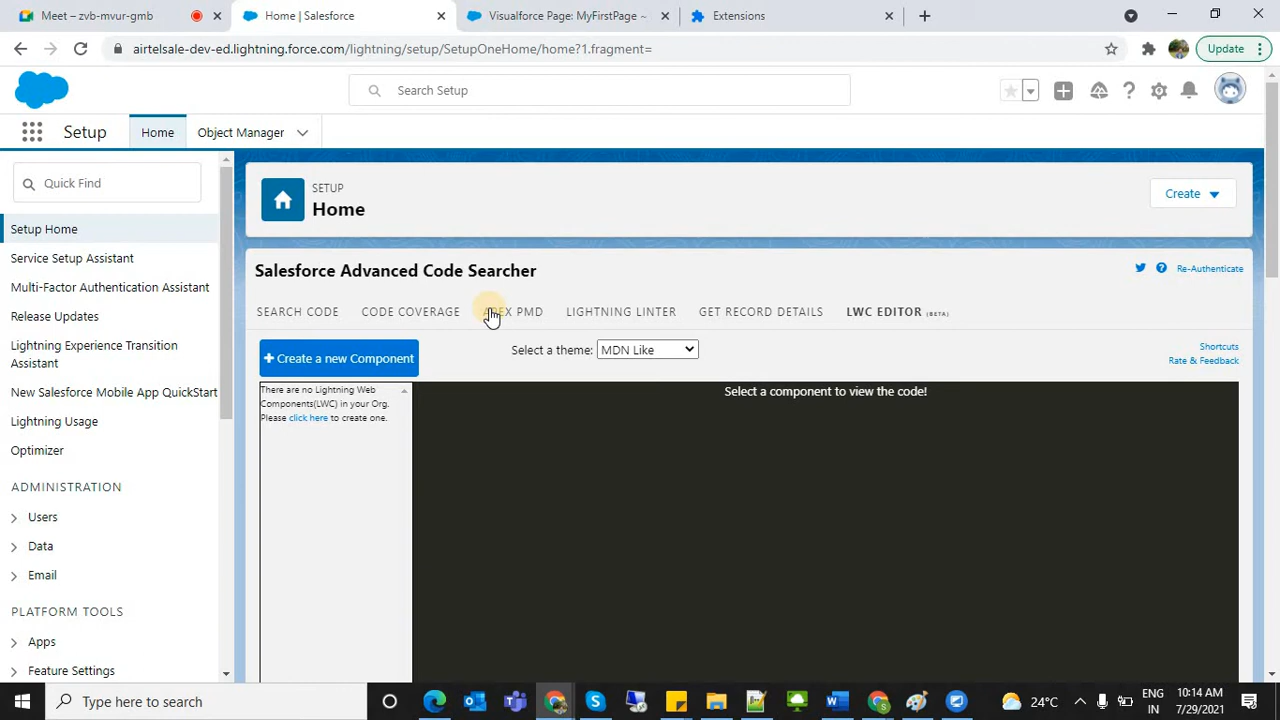 Meet – zvb-mvur-gmb
Home | Salesforce
Visualforce Page: MyFirstPage ~
Extensions
airtelsale-dev-ed.lightning.force.com/lightning/setup/SetupOneHome/home?1.fragment=
Update
Search Setup
Setup
Home
Object Manager
Quick Find
Setup Home
Service Setup Assistant
Multi-Factor Authentication Assistant
Release Updates
Lightning Experience Transition
Assistant
New Salesforce Mobile App QuickStart
Lightning Usage
Optimizer
ADMINISTRATION
Users
Data
Email
PLATFORM TOOLS
Apps
Feature Settings
SETUP
Home
Create
Salesforce Advanced Code Searcher
Re-Authenticate
SEARCH CODE CODE COVERAGE APEX PMD LIGHTNING LINTER GET RECORD DETAILS LWC EDITOR (BETA)
+ Create a new Component
Select a theme: MDN Like
Shortcuts
Rate & Feedback
There are no Lightning Web
Components(LWC) in your Org.
Please click here to create one.
Select a component to view the code!
Type here to search
24°C
ENG
IN
10:14 AM
7/29/2021